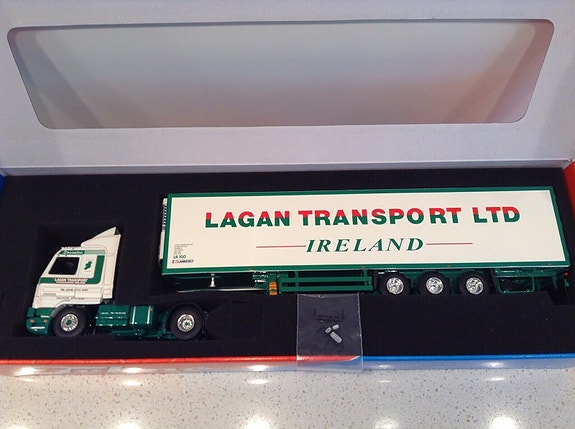 LAGAN TRANSPORT LTD
IRELAND
LAGAN TRANSPORT